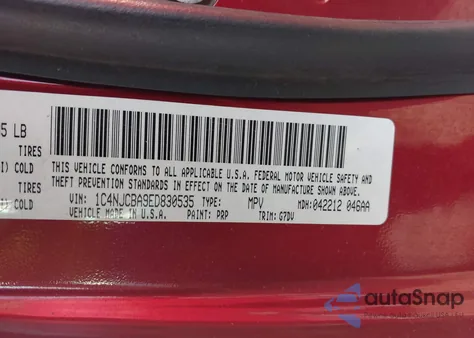 5 LB
TIRES
I) COLD
TIRES
I) COLD
THIS VEHICLE CONFORMS TO ALL APPLICABLE U.S.A. FEDERAL MOTOR VEHICLE SAFETY AND
THEFT PREVENTION STANDARDS IN EFFECT ON THE DATE OF MANUFACTURE SHOWN ABOVE.
VIN: 1C4NJCBA9ED830535 TYPE: MPV MDH: 042212 046AA
VEHICLE MADE IN U.S.A. PAINT: PRP TRIM: G7DV
autaSnap